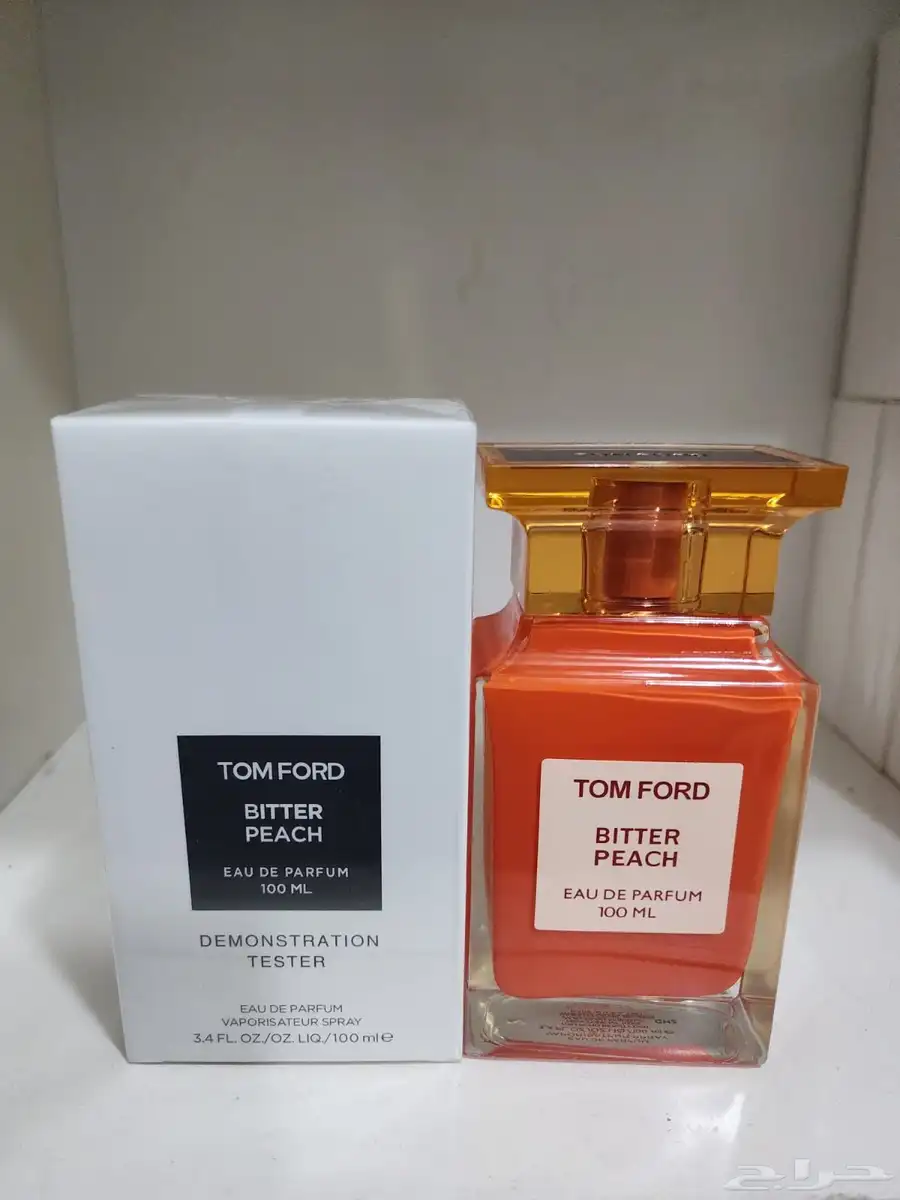 TOM FORD
BITTER
PEACH
EAU DE PARFUM
100 ML
DEMONSTRATION
TESTER
EAU DE PARFUM
VAPORISATEUR SPRAY
3.4 FL. OZ./OZ. LIQ./100 ml e
TOM FORD
BITTER
PEACH
EAU DE PARFUM
100 ML
حراج